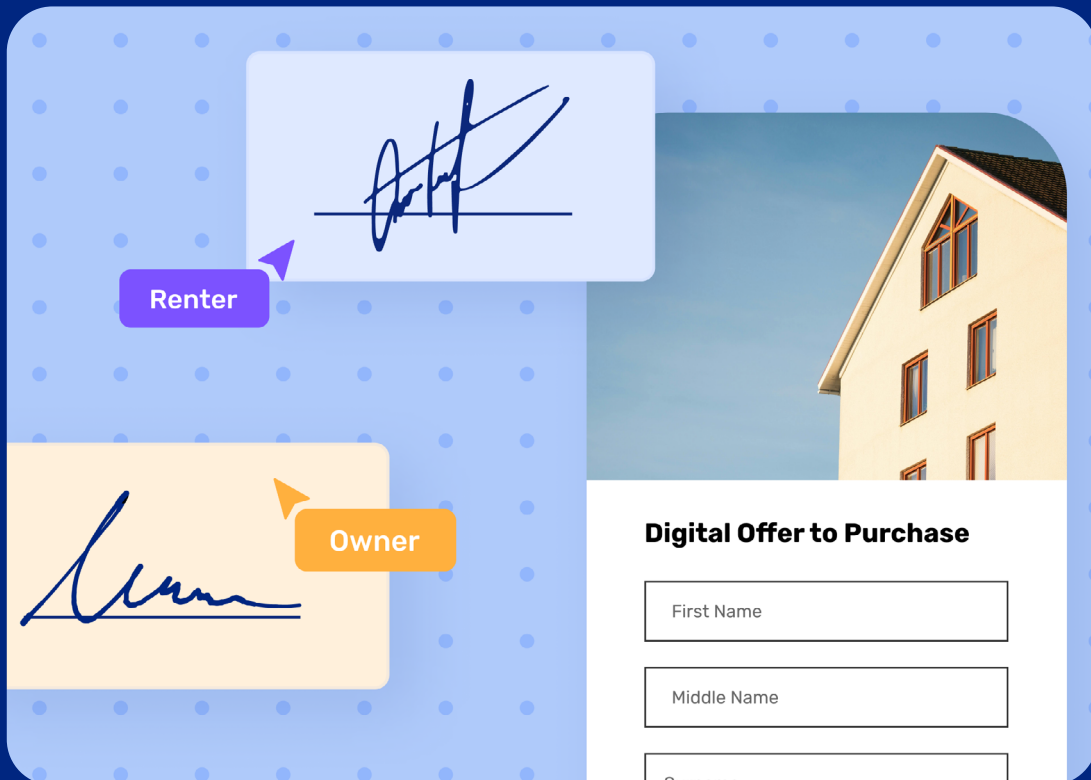 Renter
Owner
Digital Offer to Purchase
First Name
Middle Name